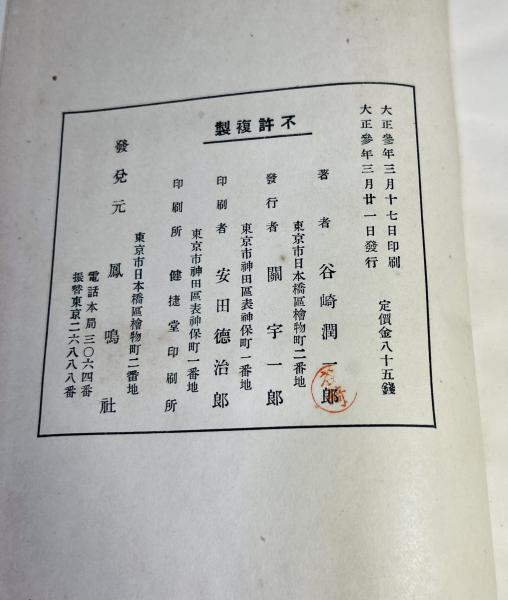 大正參年三月十七日印刷
大正參年三月廿一日發行
定價金八十五錢
不許複製
著者 谷崎潤一郎
東京市日本橋區檜物町二番地
發行者 關宇一郎
東京市神田區表神保町一番地
印刷者 安田德治郎
東京市神田區表神保町一番地
印刷所 健捷堂印刷所
東京市日本橋區檜物町二番地
發兌元 鳳鳴社
電話本局三〇六四番
振替東京二六八八八番